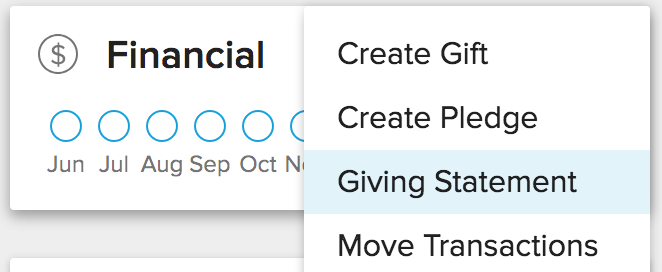 $
Financial
Jun Jul Aug Sep Oct
Create Gift
Create Pledge
Giving Statement
Move Transactions